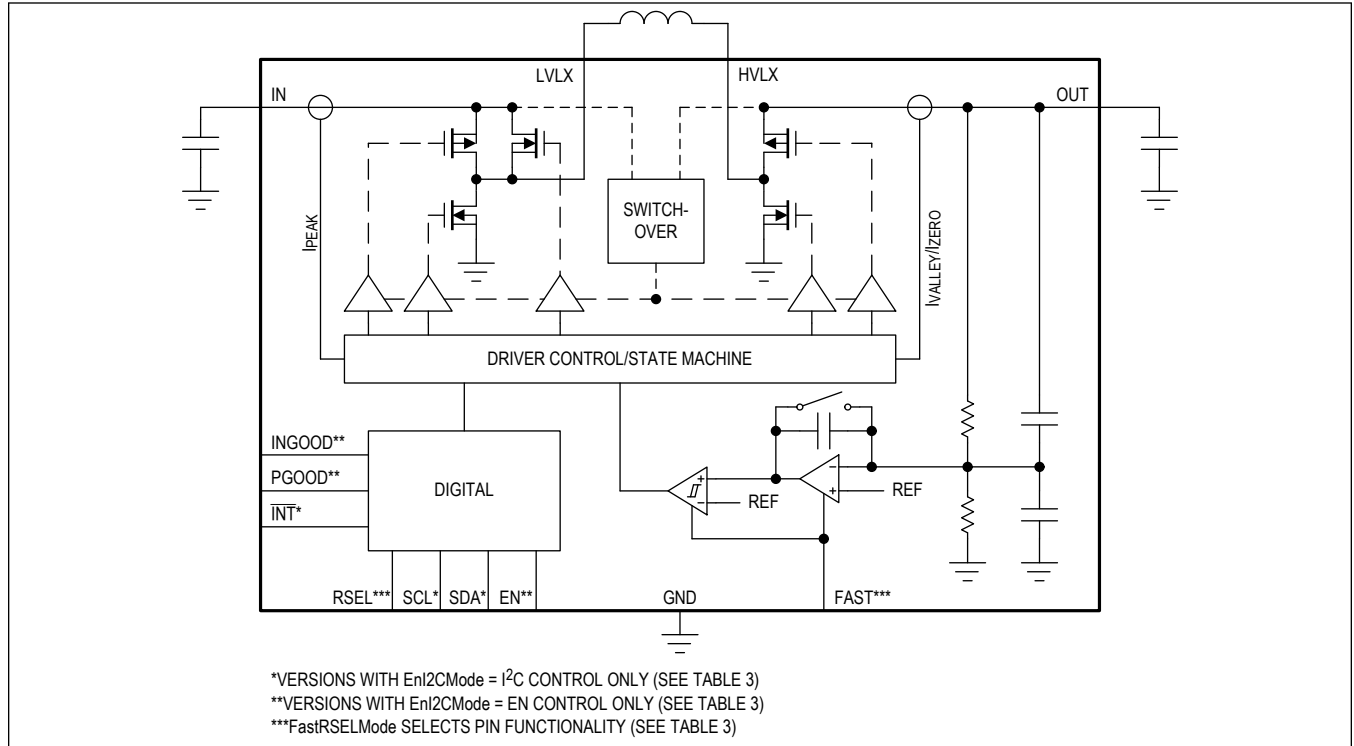 LVLX
HVLX
IN
OUT
SWITCH-
OVER
IPEAK
IVALLEY/IZERO
DRIVER CONTROL/STATE MACHINE
INGOOD**
PGOOD**
INT*
DIGITAL
+
-
REF
-
+
REF
RSEL***
SCL*
SDA*
EN**
GND
FAST***
*VERSIONS WITH EnI2CMode = I2C CONTROL ONLY (SEE TABLE 3)
**VERSIONS WITH EnI2CMode = EN CONTROL ONLY (SEE TABLE 3)
***FastRSELMode SELECTS PIN FUNCTIONALITY (SEE TABLE 3)